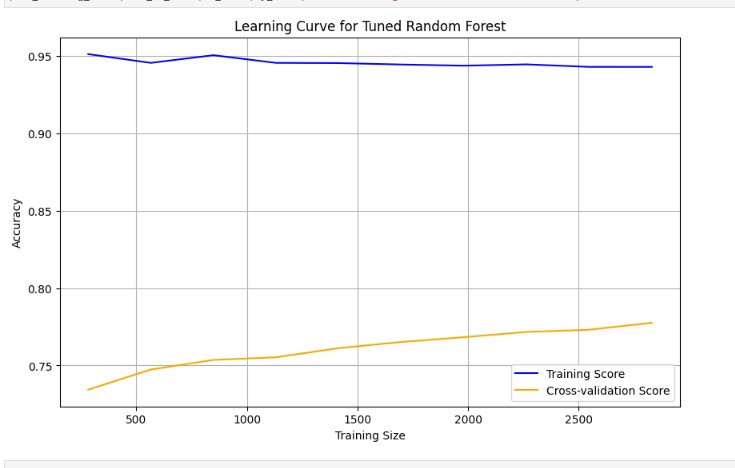 Learning Curve for Tuned Random Forest
0.95
0.90
0.85
0.80
0.75
Accuracy
500
1000
1500
2000
2500
Training Size
Training Score
Cross-validation Score